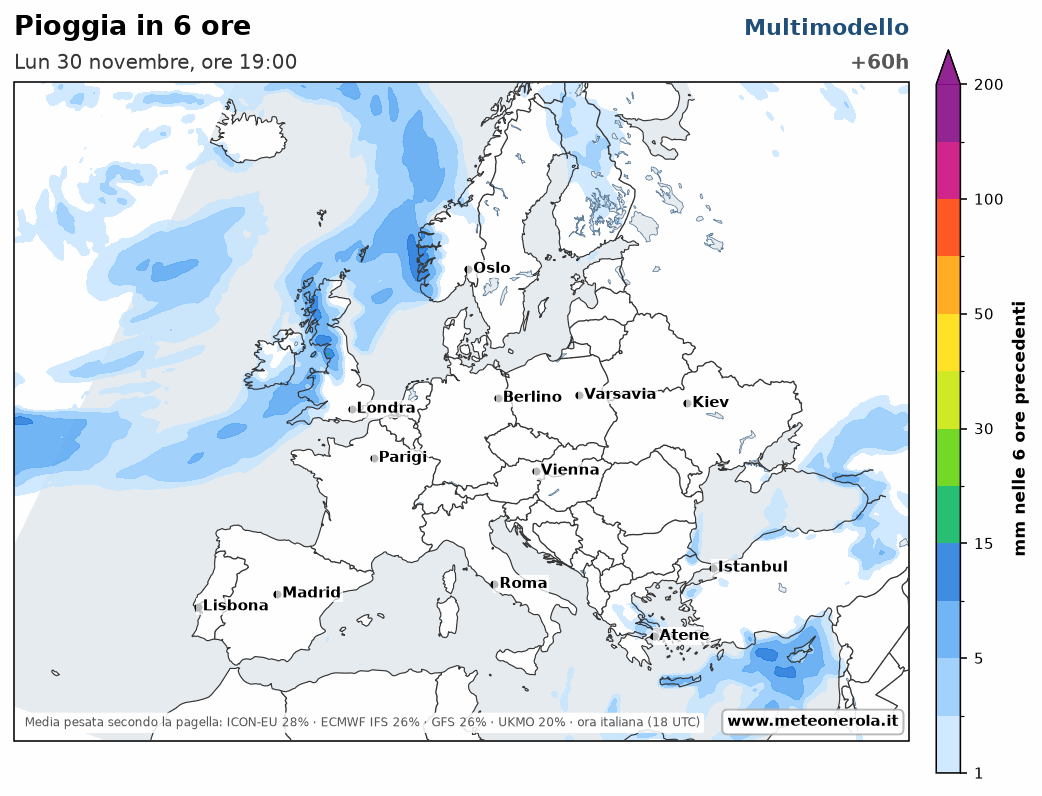 Pioggia in 6 ore
Multimodello
Lun 30 novembre, ore 19:00
+60h
200
100
50
30
15
5
1
mm nelle 6 ore precedenti
Oslo
Berlino
Varsavia
Kiev
Londra
Parigi
Vienna
Istanbul
Roma
Madrid
Lisbona
Atene
Media pesata secondo la pagella: ICON-EU 28% · ECMWF IFS 26% · GFS 26% · UKMO 20% · ora italiana (18 UTC)
www.meteonerola.it